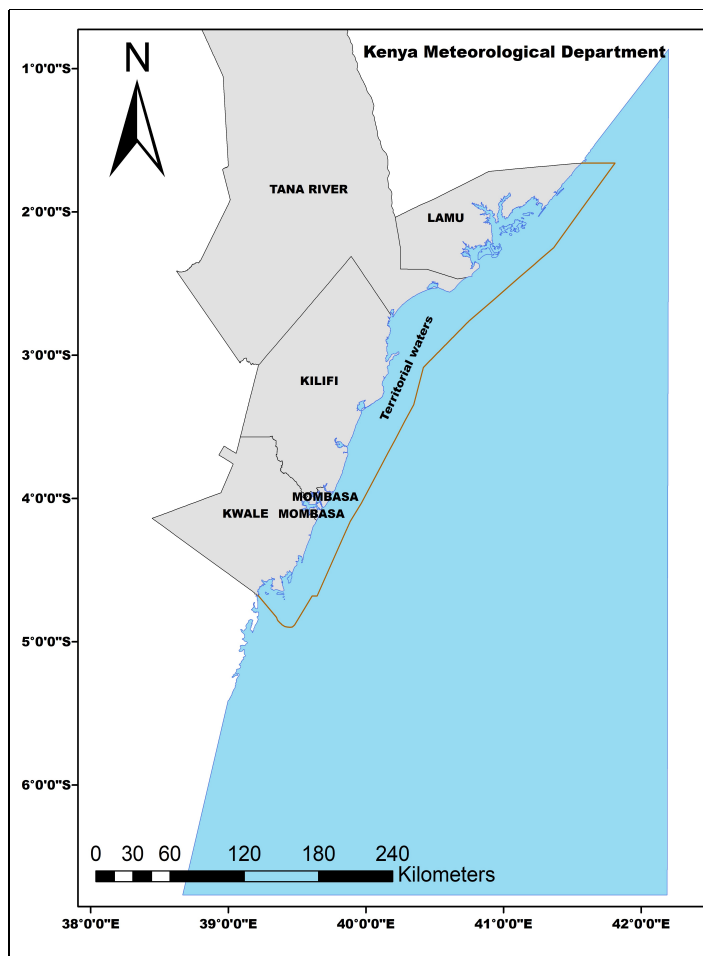 Kenya Meteorological Department
N
1°0'0"S
TANA RIVER
2°0'0"S
LAMU
3°0'0"S
Territorial waters
KILIFI
4°0'0"S
MOMBASA
KWALE
MOMBASA
5°0'0"S
6°0'0"S
0 30 60 120 180 240
Kilometers
38°0'0"E 39°0'0"E 40°0'0"E 41°0'0"E 42°0'0"E